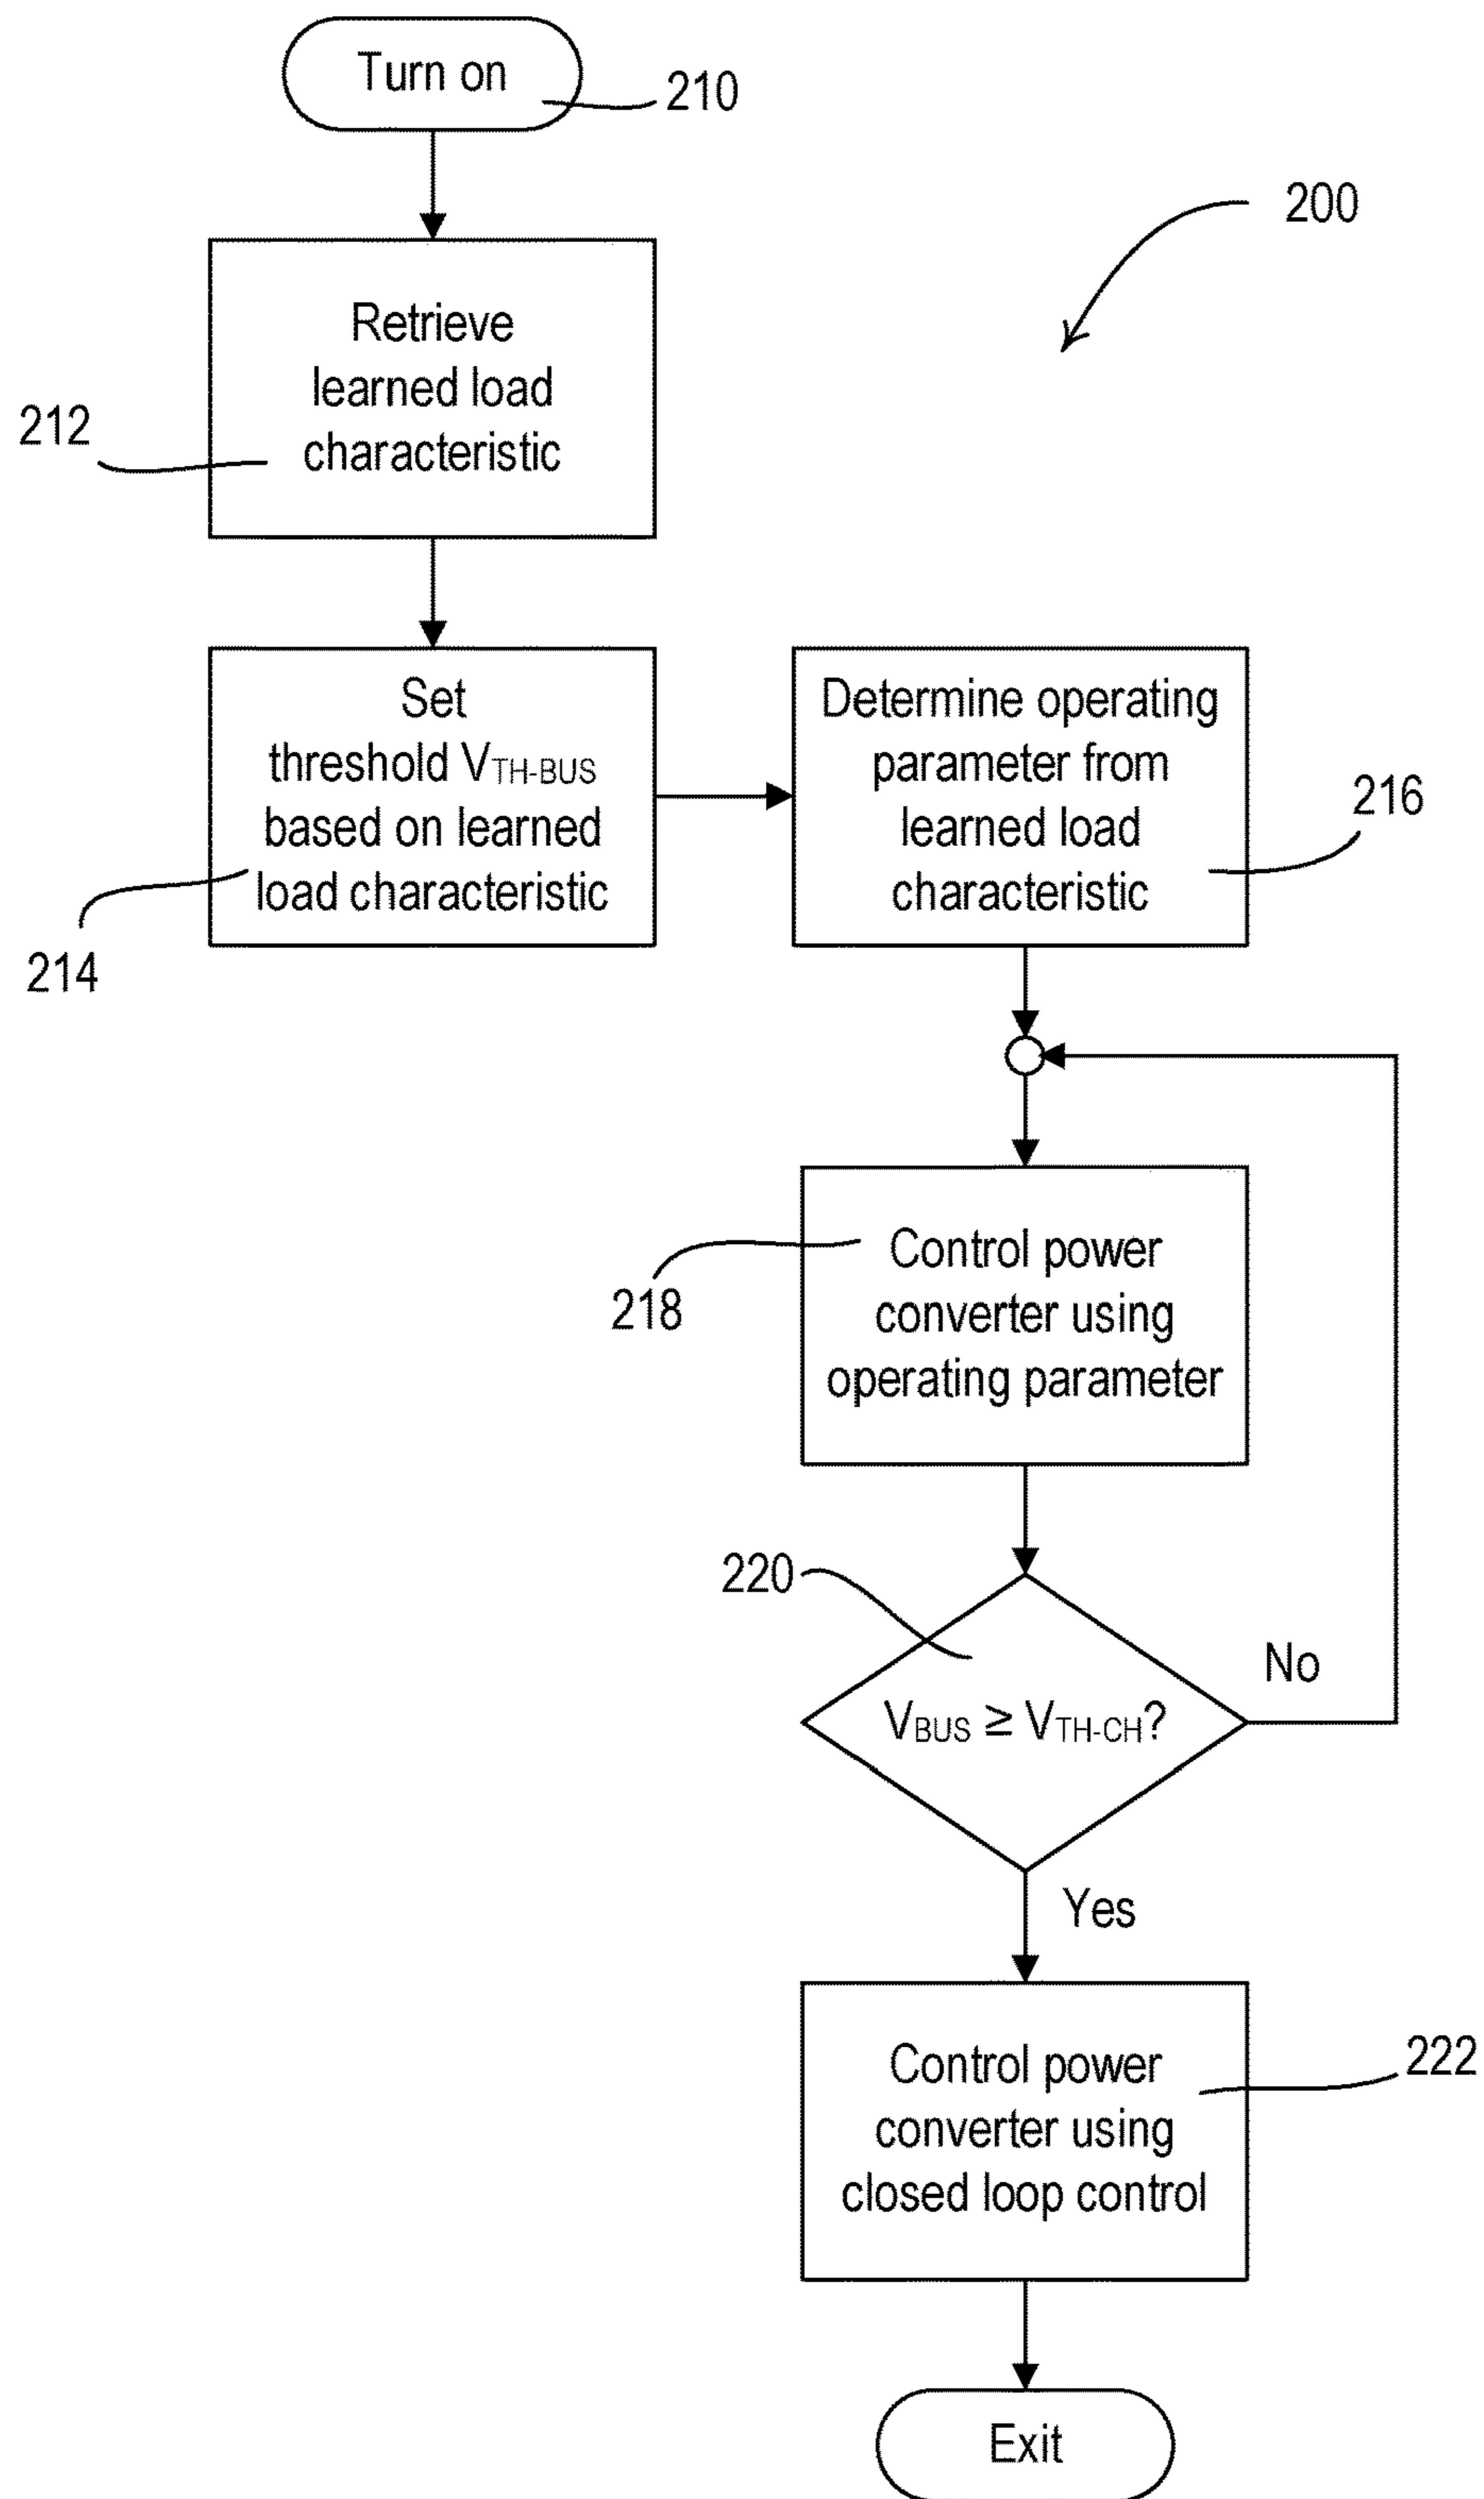 Turn on
210
200
Retrieve
learned load
characteristic
212
Set
threshold VTH-BUS
based on learned
load characteristic
214
Determine operating
parameter from
learned load
characteristic
216
Control power
converter using
operating parameter
218
220
VBUS ≥ VTH-CH?
No
Yes
Control power
converter using
closed loop control
222
Exit